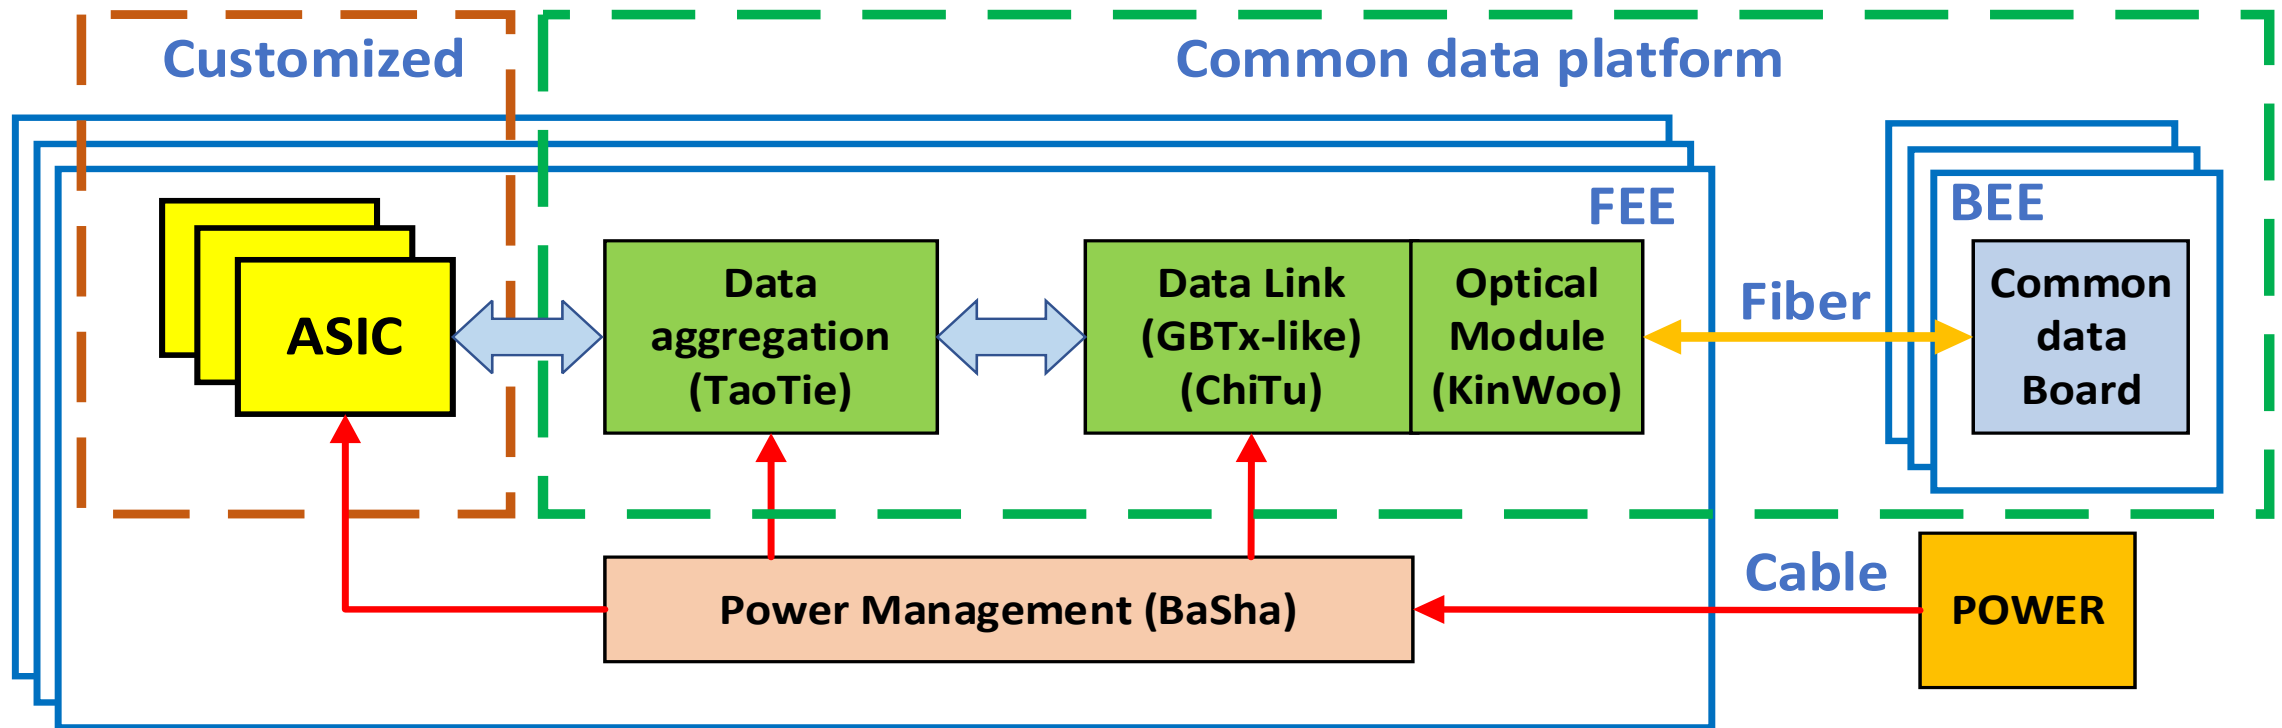 Customized
Common data platform
FEE
BEE
ASIC
Data
aggregation
(TaoTie)
Data Link
(GBTx-like)
(ChiTu)
Optical
Module
(KinWoo)
Fiber
Common
data
Board
Power Management (BaSha)
Cable
POWER